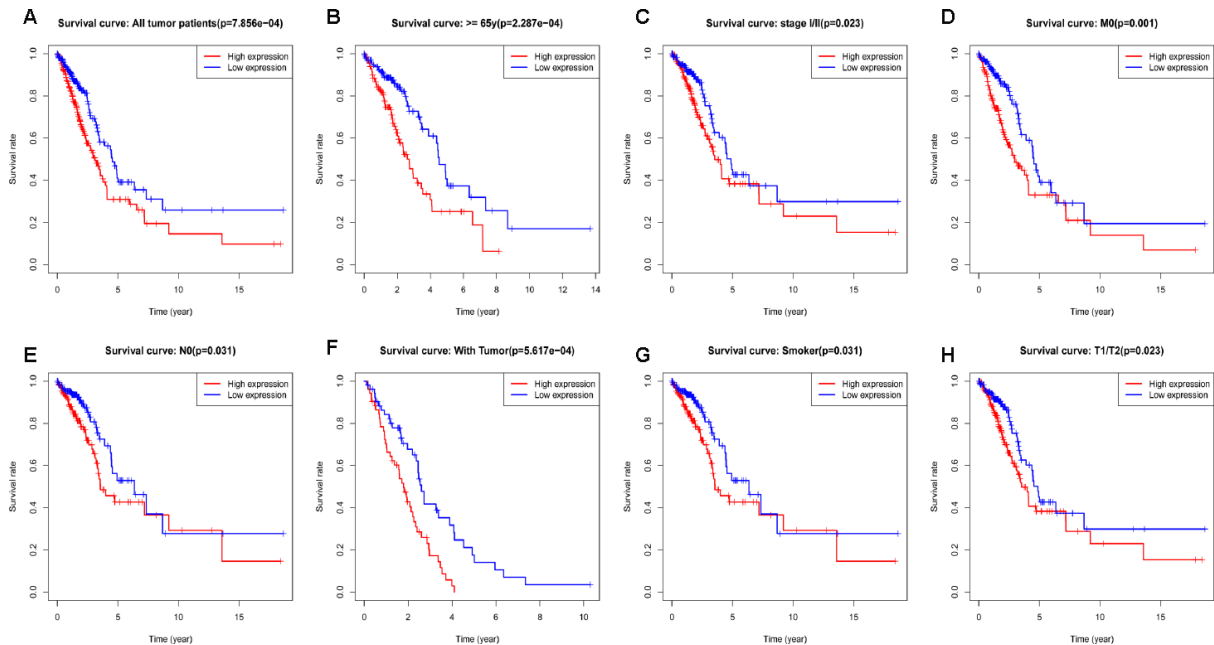 A
Survival curve: All tumor patients(p=7.856e−04)
High expression
Low expression
Survival rate
1.0
0.8
0.6
0.4
0.2
0.0
0 5 10 15
Time (year)
B
Survival curve: >= 65y(p=2.287e−04)
High expression
Low expression
Survival rate
1.0
0.8
0.6
0.4
0.2
0.0
0 2 4 6 8 10 12 14
Time (year)
C
Survival curve: stage I/II(p=0.023)
High expression
Low expression
Survival rate
1.0
0.8
0.6
0.4
0.2
0.0
0 5 10 15
Time (year)
D
Survival curve: M0(p=0.001)
High expression
Low expression
Survival rate
1.0
0.8
0.6
0.4
0.2
0.0
0 5 10 15
Time (year)
E
Survival curve: N0(p=0.031)
High expression
Low expression
Survival rate
1.0
0.8
0.6
0.4
0.2
0.0
0 5 10 15
Time (year)
F
Survival curve: With Tumor(p=5.617e−04)
High expression
Low expression
Survival rate
1.0
0.8
0.6
0.4
0.2
0.0
0 2 4 6 8 10
Time (year)
G
Survival curve: Smoker(p=0.031)
High expression
Low expression
Survival rate
1.0
0.8
0.6
0.4
0.2
0.0
0 5 10 15
Time (year)
H
Survival curve: T1/T2(p=0.023)
High expression
Low expression
Survival rate
1.0
0.8
0.6
0.4
0.2
0.0
0 5 10 15
Time (year)